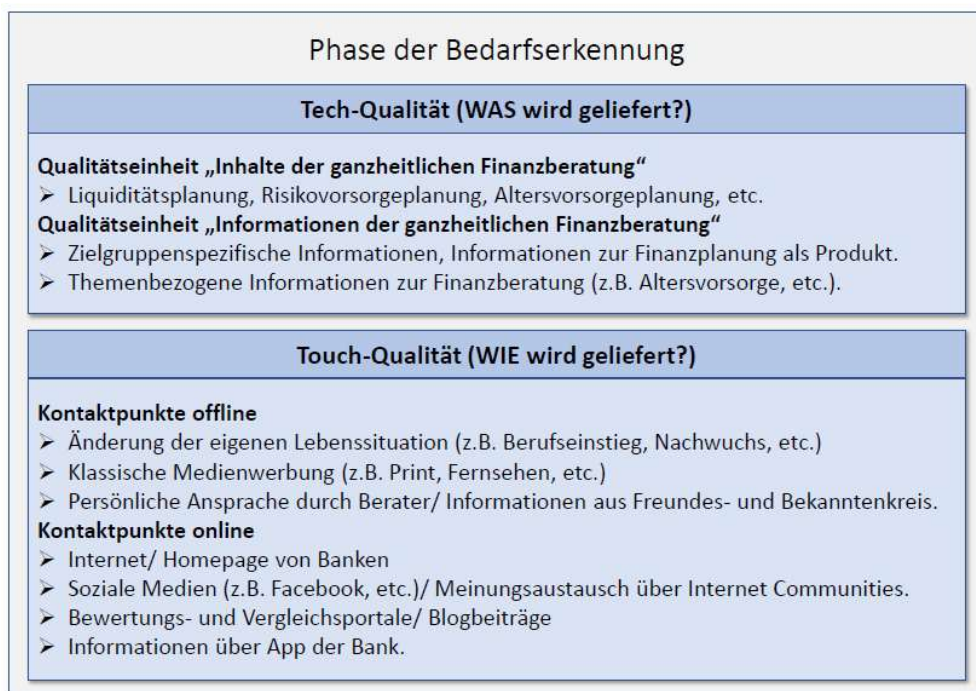 Phase der Bedarfserkennung
Tech-Qualität (WAS wird geliefert?)
Qualitätseinheit „Inhalte der ganzheitlichen Finanzberatung“
➢ Liquiditätsplanung, Risikovorsorgeplanung, Altersvorsorgeplanung, etc.
Qualitätseinheit „Informationen der ganzheitlichen Finanzberatung“
➢ Zielgruppenspezifische Informationen, Informationen zur Finanzplanung als Produkt.
➢ Themenbezogene Informationen zur Finanzberatung (z.B. Altersvorsorge, etc.).
Touch-Qualität (WIE wird geliefert?)
Kontaktpunkte offline
➢ Änderung der eigenen Lebenssituation (z.B. Berufseinstieg, Nachwuchs, etc.)
➢ Klassische Medienwerbung (z.B. Print, Fernsehen, etc.)
➢ Persönliche Ansprache durch Berater/ Informationen aus Freundes- und Bekanntenkreis.
Kontaktpunkte online
➢ Internet/ Homepage von Banken
➢ Soziale Medien (z.B. Facebook, etc.)/ Meinungsaustausch über Internet Communities.
➢ Bewertungs- und Vergleichsportale/ Blogbeiträge
➢ Informationen über App der Bank.